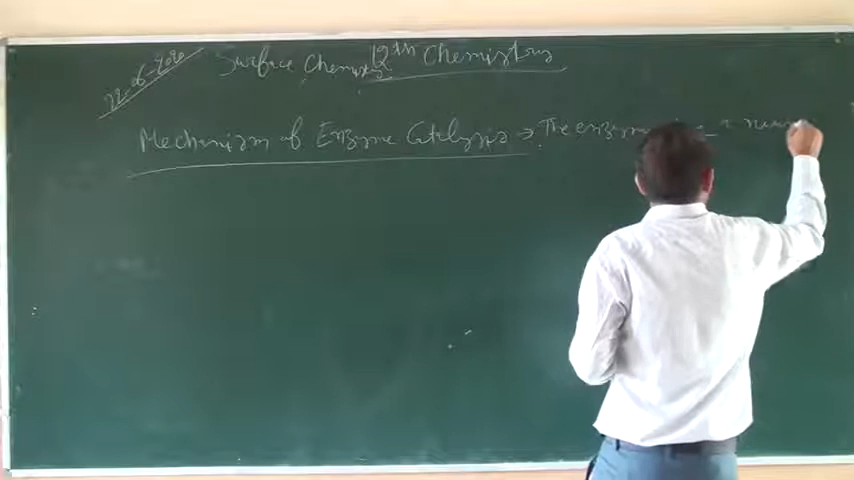 22-06-2020 Surface Chemistry 12th Chemistry
Mechanism of Enzyme Catalysis → The enzyme